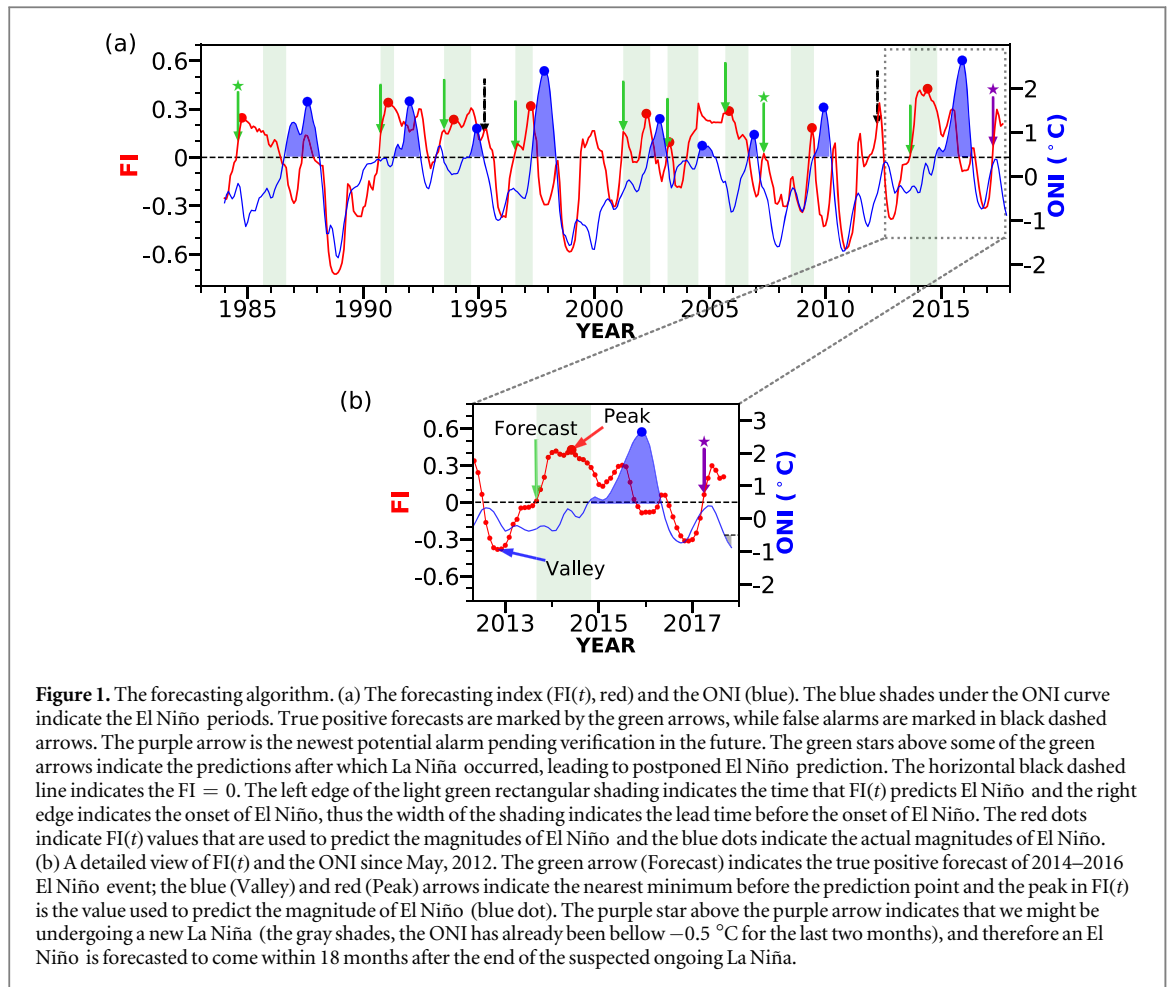 (a)
0.6
0.3
0
-0.3
-0.6
FI
2
1
0
-1
-2
ONI (°C)
1985 1990 1995 2000 2005 2010 2015
YEAR
(b)
Forecast
Peak
Valley
0.6
0.3
0
-0.3
-0.6
FI
3
2
1
0
-1
-2
ONI (°C)
2013 2015 2017
YEAR
Figure 1. The forecasting algorithm. (a) The forecasting index (FI(t), red) and the ONI (blue). The blue shades under the ONI curve
indicate the El Niño periods. True positive forecasts are marked by the green arrows, while false alarms are marked in black dashed
arrows. The purple arrow is the newest potential alarm pending verification in the future. The green stars above some of the green
arrows indicate the predictions after which La Niña occurred, leading to postponed El Niño prediction. The horizontal black dashed
line indicates the FI = 0. The left edge of the light green rectangular shading indicates the time that FI(t) predicts El Niño and the right
edge indicates the onset of El Niño, thus the width of the shading indicates the lead time before the onset of El Niño. The red dots
indicate FI(t) values that are used to predict the magnitudes of El Niño and the blue dots indicate the actual magnitudes of El Niño.
(b) A detailed view of FI(t) and the ONI since May, 2012. The green arrow (Forecast) indicates the true positive forecast of 2014–2016
El Niño event; the blue (Valley) and red (Peak) arrows indicate the nearest minimum before the prediction point and the peak in FI(t)
is the value used to predict the magnitude of El Niño (blue dot). The purple star above the purple arrow indicates that we might be
undergoing a new La Niña (the gray shades, the ONI has already been bellow −0.5 °C for the last two months), and therefore an El
Niño is forecasted to come within 18 months after the end of the suspected ongoing La Niña.